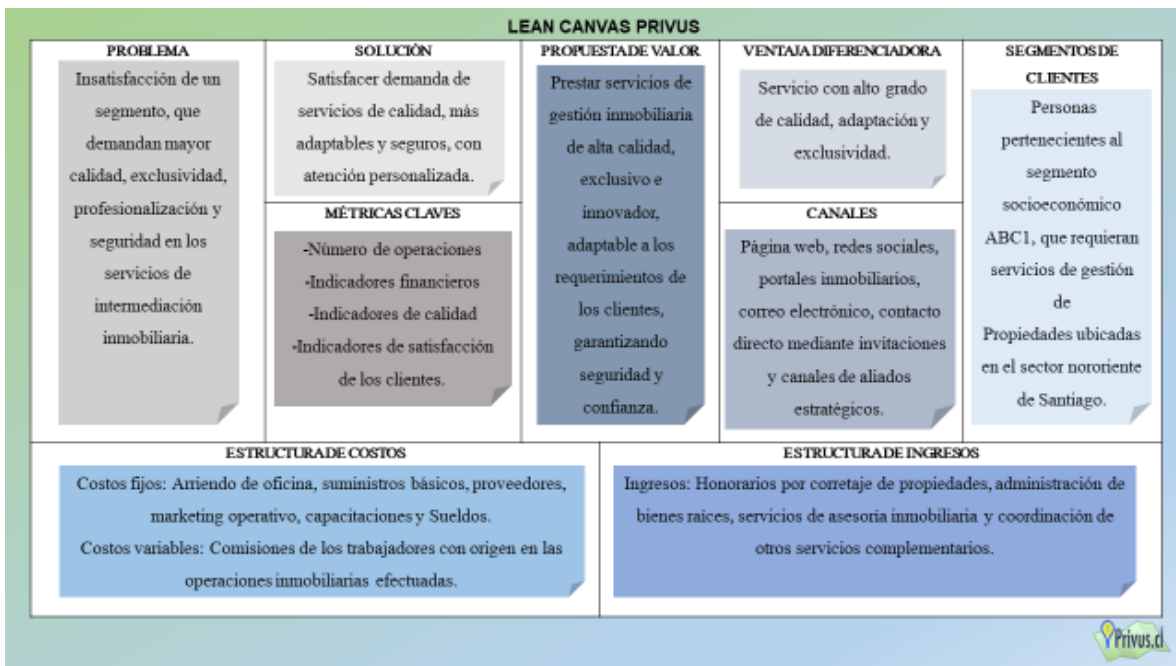 LEAN CANVAS PRIVUS
PROBLEMA
Insatisfacción de un
segmento, que
demandan mayor
calidad, exclusividad,
profesionalización y
seguridad en los
servicios de
intermediación
inmobiliaria.
SOLUCIÓN
Satisfacer demanda de
servicios de calidad, más
adaptables y seguros, con
atención personalizada.
MÉTRICAS CLAVES
-Número de operaciones
-Indicadores financieros
-Indicadores de calidad
-Indicadores de satisfacción
de los clientes.
PROPUESTA DE VALOR
Prestar servicios de
gestión inmobiliaria
de alta calidad,
exclusivo e
innovador,
adaptable a los
requerimientos de
los clientes,
garantizando
seguridad y
confianza.
VENTAJA DIFERENCIADORA
Servicio con alto grado
de calidad, adaptación y
exclusividad.
CANALES
Página web, redes sociales,
portales inmobiliarios,
correo electrónico, contacto
directo mediante invitaciones
y canales de aliados
estratégicos.
SEGMENTOS DE
CLIENTES
Personas
pertenecientes al
segmento
socioeconómico
ABC1, que requieran
servicios de gestión
de
Propiedades ubicadas
en el sector nororiente
de Santiago.
ESTRUCTURA DE COSTOS
Costos fijos: Arriendo de oficina, suministros básicos, proveedores,
marketing operativo, capacitaciones y Sueldos.
Costos variables: Comisiones de los trabajadores con origen en las
operaciones inmobiliarias efectuadas.
ESTRUCTURA DE INGRESOS
Ingresos: Honorarios por corretaje de propiedades, administración de
bienes raíces, servicios de asesoría inmobiliaria y coordinación de
otros servicios complementarios.
Privus.cl